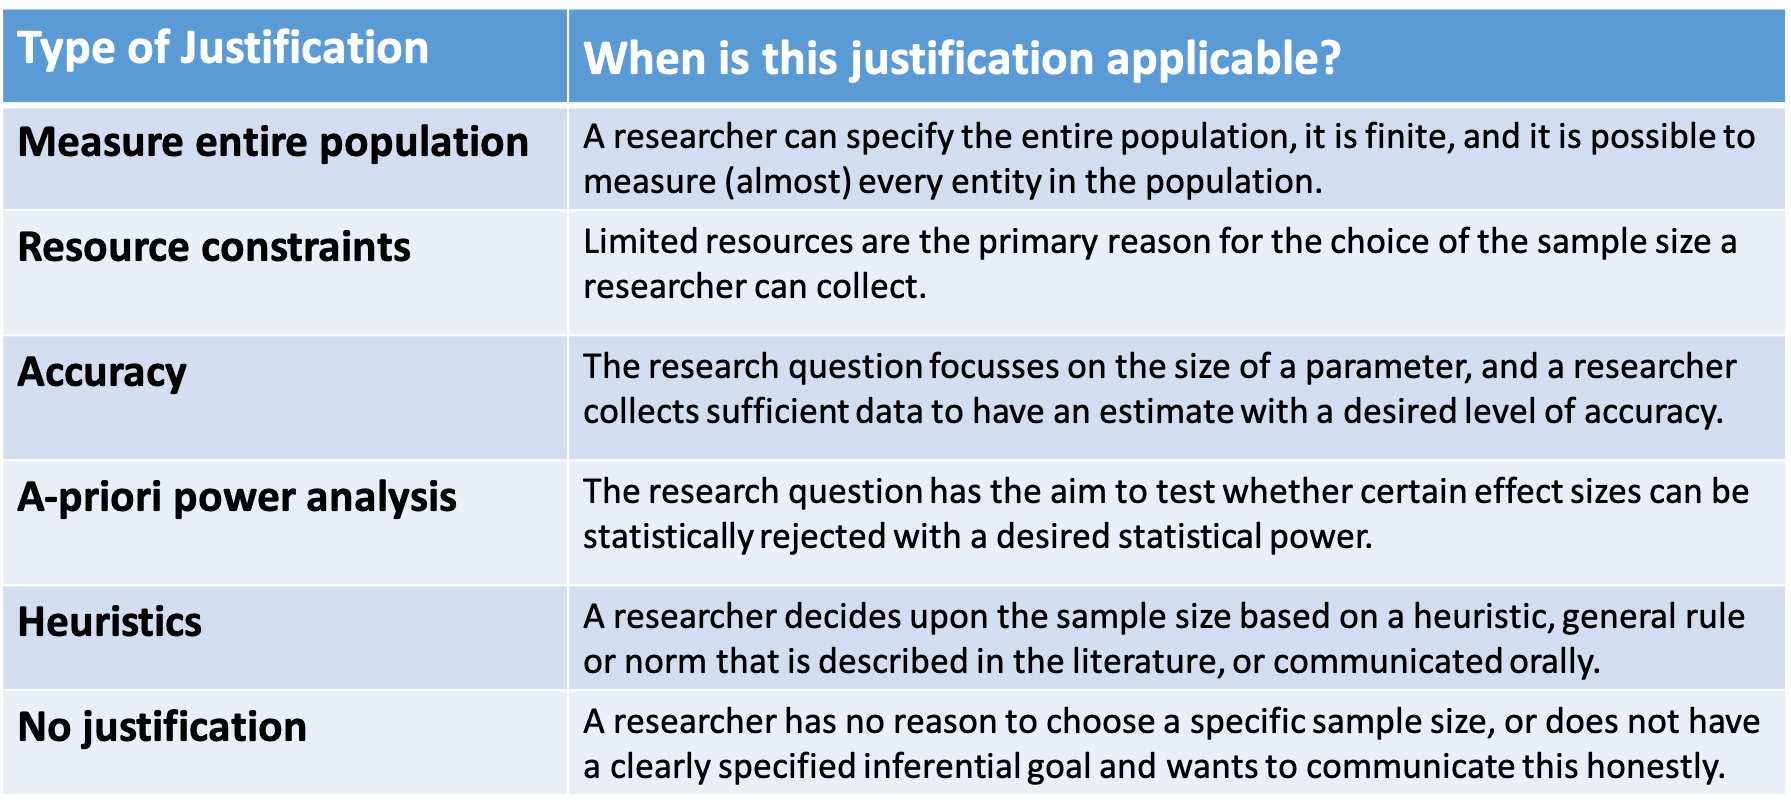 Type of Justification
When is this justification applicable?
Measure entire population
A researcher can specify the entire population, it is finite, and it is possible to
measure (almost) every entity in the population.
Resource constraints
Limited resources are the primary reason for the choice of the sample size a
researcher can collect.
Accuracy
The research question focusses on the size of a parameter, and a researcher
collects sufficient data to have an estimate with a desired level of accuracy.
A-priori power analysis
The research question has the aim to test whether certain effect sizes can be
statistically rejected with a desired statistical power.
Heuristics
A researcher decides upon the sample size based on a heuristic, general rule
or norm that is described in the literature, or communicated orally.
No justification
A researcher has no reason to choose a specific sample size, or does not have
a clearly specified inferential goal and wants to communicate this honestly.